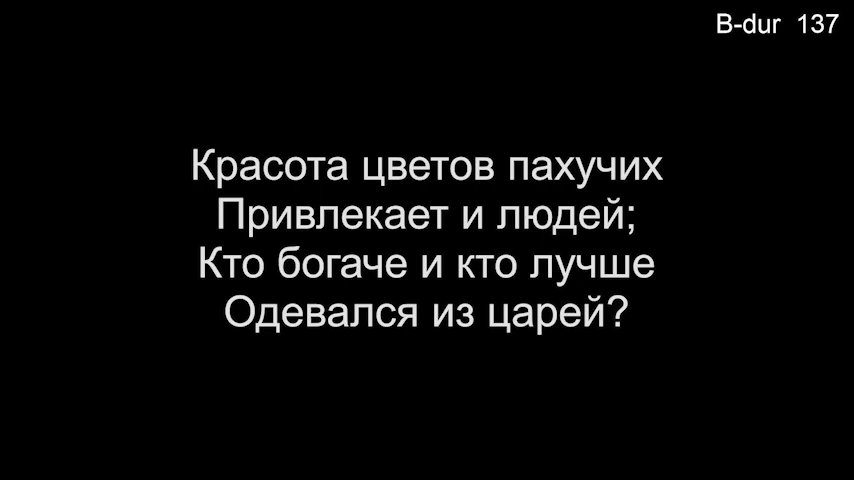 B-dur 137
Красота цветов пахучих
Привлекает и людей;
Кто богаче и кто лучше
Одевался из царей?